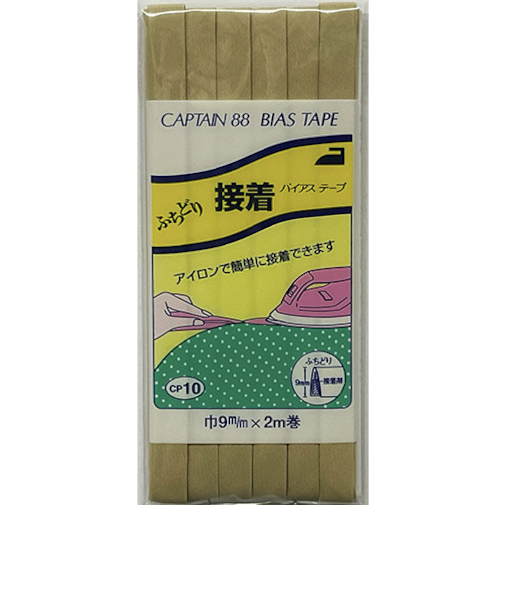 CAPTAIN 88 BIAS TAPE
ふちどり 接着 バイアス テープ
アイロンで簡単に接着できます
ふちどり
9m/m 接着剤
CP10
巾9m/m×2m巻